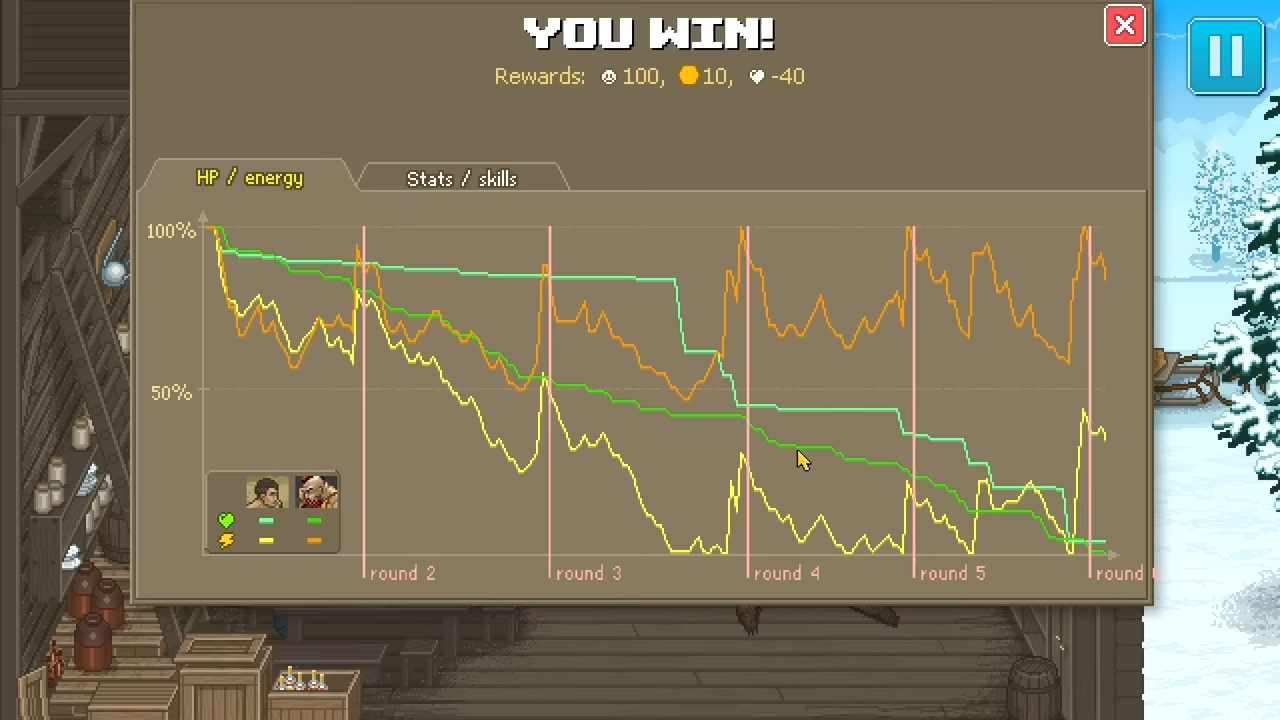 YOU WIN!
Rewards: 100, 10, -40
HP / energy
Stats / skills
100%
50%
round 2
round 3
round 4
round 5
round